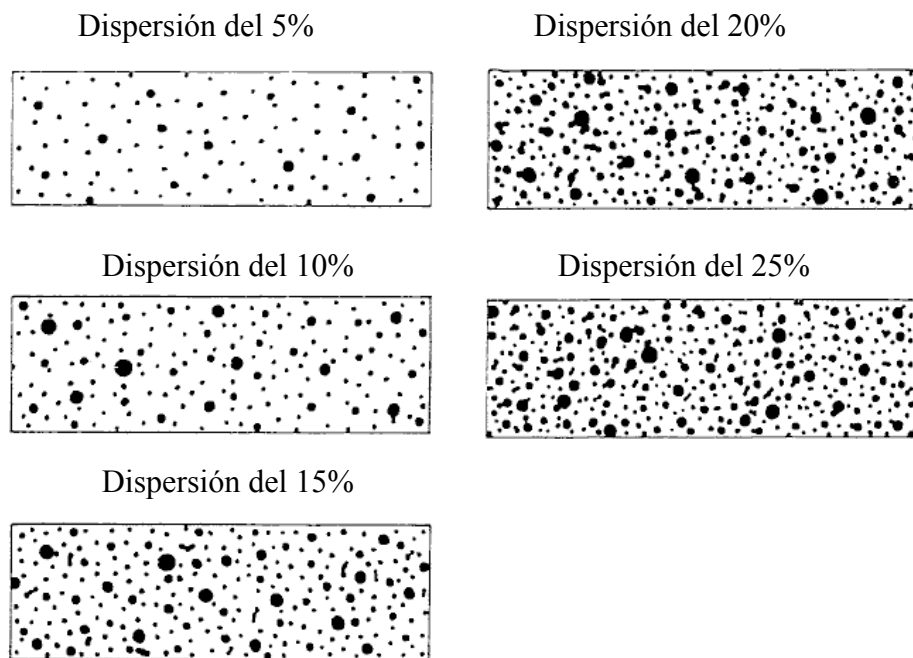 Dispersión del 5%
Dispersión del 20%
Dispersión del 10%
Dispersión del 25%
Dispersión del 15%